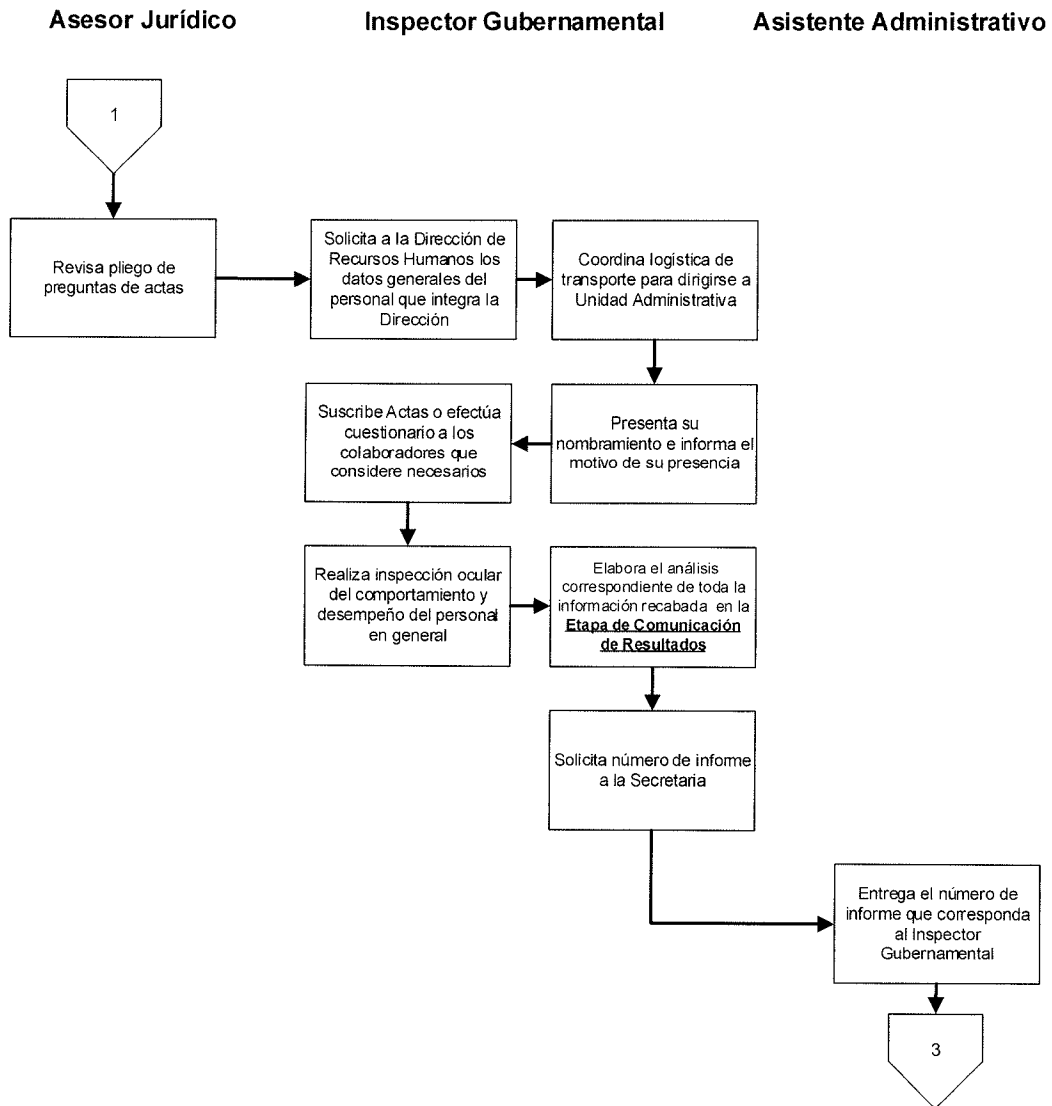 Asesor Jurídico
Inspector Gubernamental
Asistente Administrativo
1
Revisa pliego de
preguntas de actas
Solicita a la Dirección de
Recursos Humanos los
datos generales del
personal que integra la
Dirección
Coordina logística de
transporte para dirigirse a
Unidad Administrativa
Presenta su
nombramiento e informa el
motivo de su presencia
Suscribe Actas o efectúa
cuestionario a los
colaboradores que
considere necesarios
Realiza inspección ocular
del comportamiento y
desempeño del personal
en general
Elabora el análisis
correspondiente de toda la
información recabada en la
Etapa de Comunicación
de Resultados
Solicita número de informe
a la Secretaria
Entrega el número de
informe que corresponda
al Inspector
Gubernamental
3